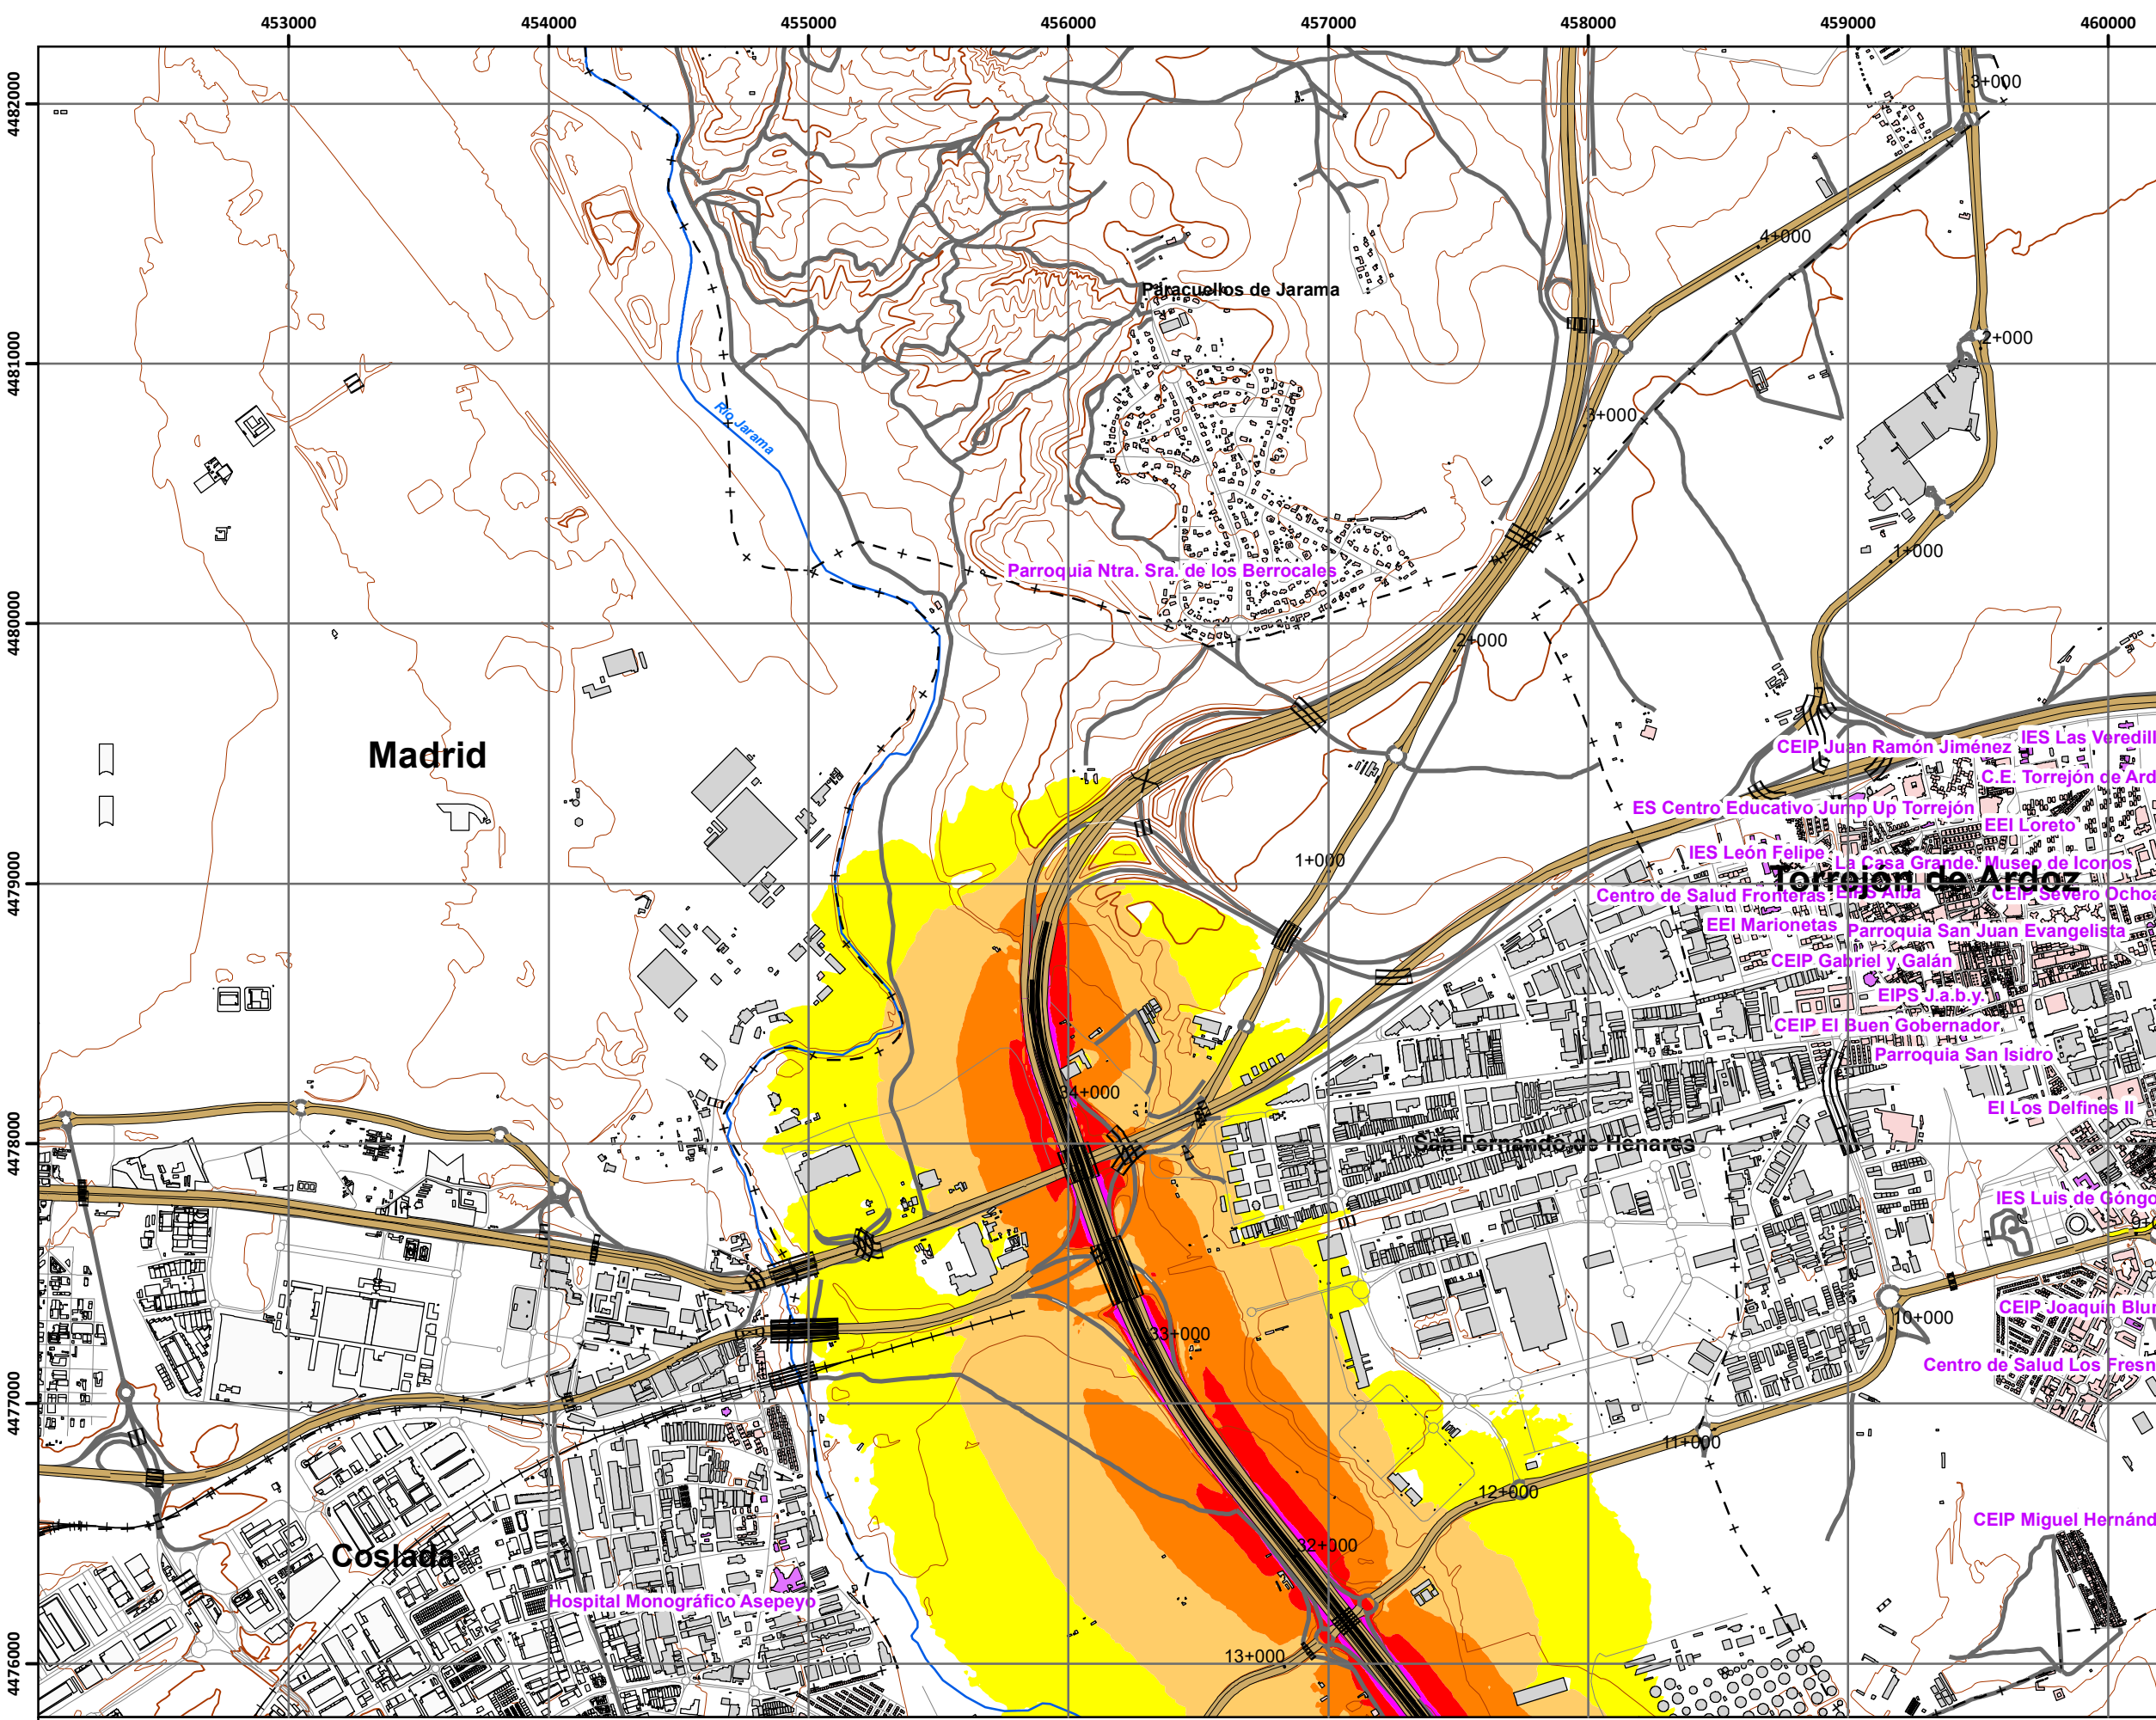 453000 454000 455000 456000 457000 458000 459000 460000
4482000
4481000
4480000
4479000
4478000
4477000
4476000
3+000
4+000
Paracuellos de Jarama
2+000
Río Jarama
3+000
1+000
Parroquia Ntra. Sra. de los Berrocales
2+000
Madrid
IES Las Veredill
CEIP Juan Ramón Jiménez
C.E. Torrejón de Ard
ES Centro Educativo Jump Up Torrejón
EEI Loreto
IES León Felipe
La Casa Grande. Museo de Iconos
1+000
Torrejón de Ardoz
Centro de Salud Fronteras
Alba
CEIP Severo Ochoa
EEI Marionetas
Parroquia San Juan Evangelista
CEIP Gabriel y Galán
EIPS J.a.b.y.
CEIP El Buen Gobernador
Parroquia San Isidro
34+000
EI Los Delfines II
San Fernando de Henares
IES Luis de Góngo
9+
CEIP Joaquín Blu
10+000
33+000
Centro de Salud Los Fresn
11+000
12+000
CEIP Miguel Hernánd
32+000
Coslada
Hospital Monográfico Asepeyo
13+000